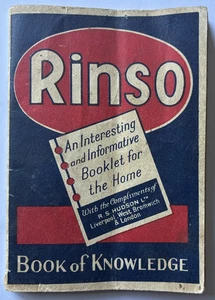 Rinso
An Interesting
and Informative
Booklet for
the Home
With the Compliments of
R. S. HUDSON LTD
Liverpool, West Bromwich
& London
BOOK of KNOWLEDGE